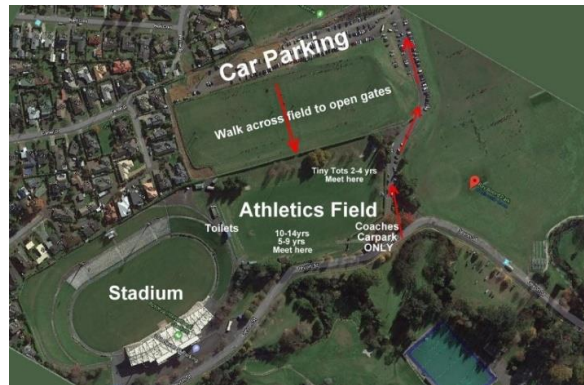 Car Parking
Walk across field to open gates
Tiny Tots 2-4 yrs
Meet here
Athletics Field
Toilets
10-14yrs
5-9 yrs
Meet here
Coaches
Carpark
ONLY
Stadium